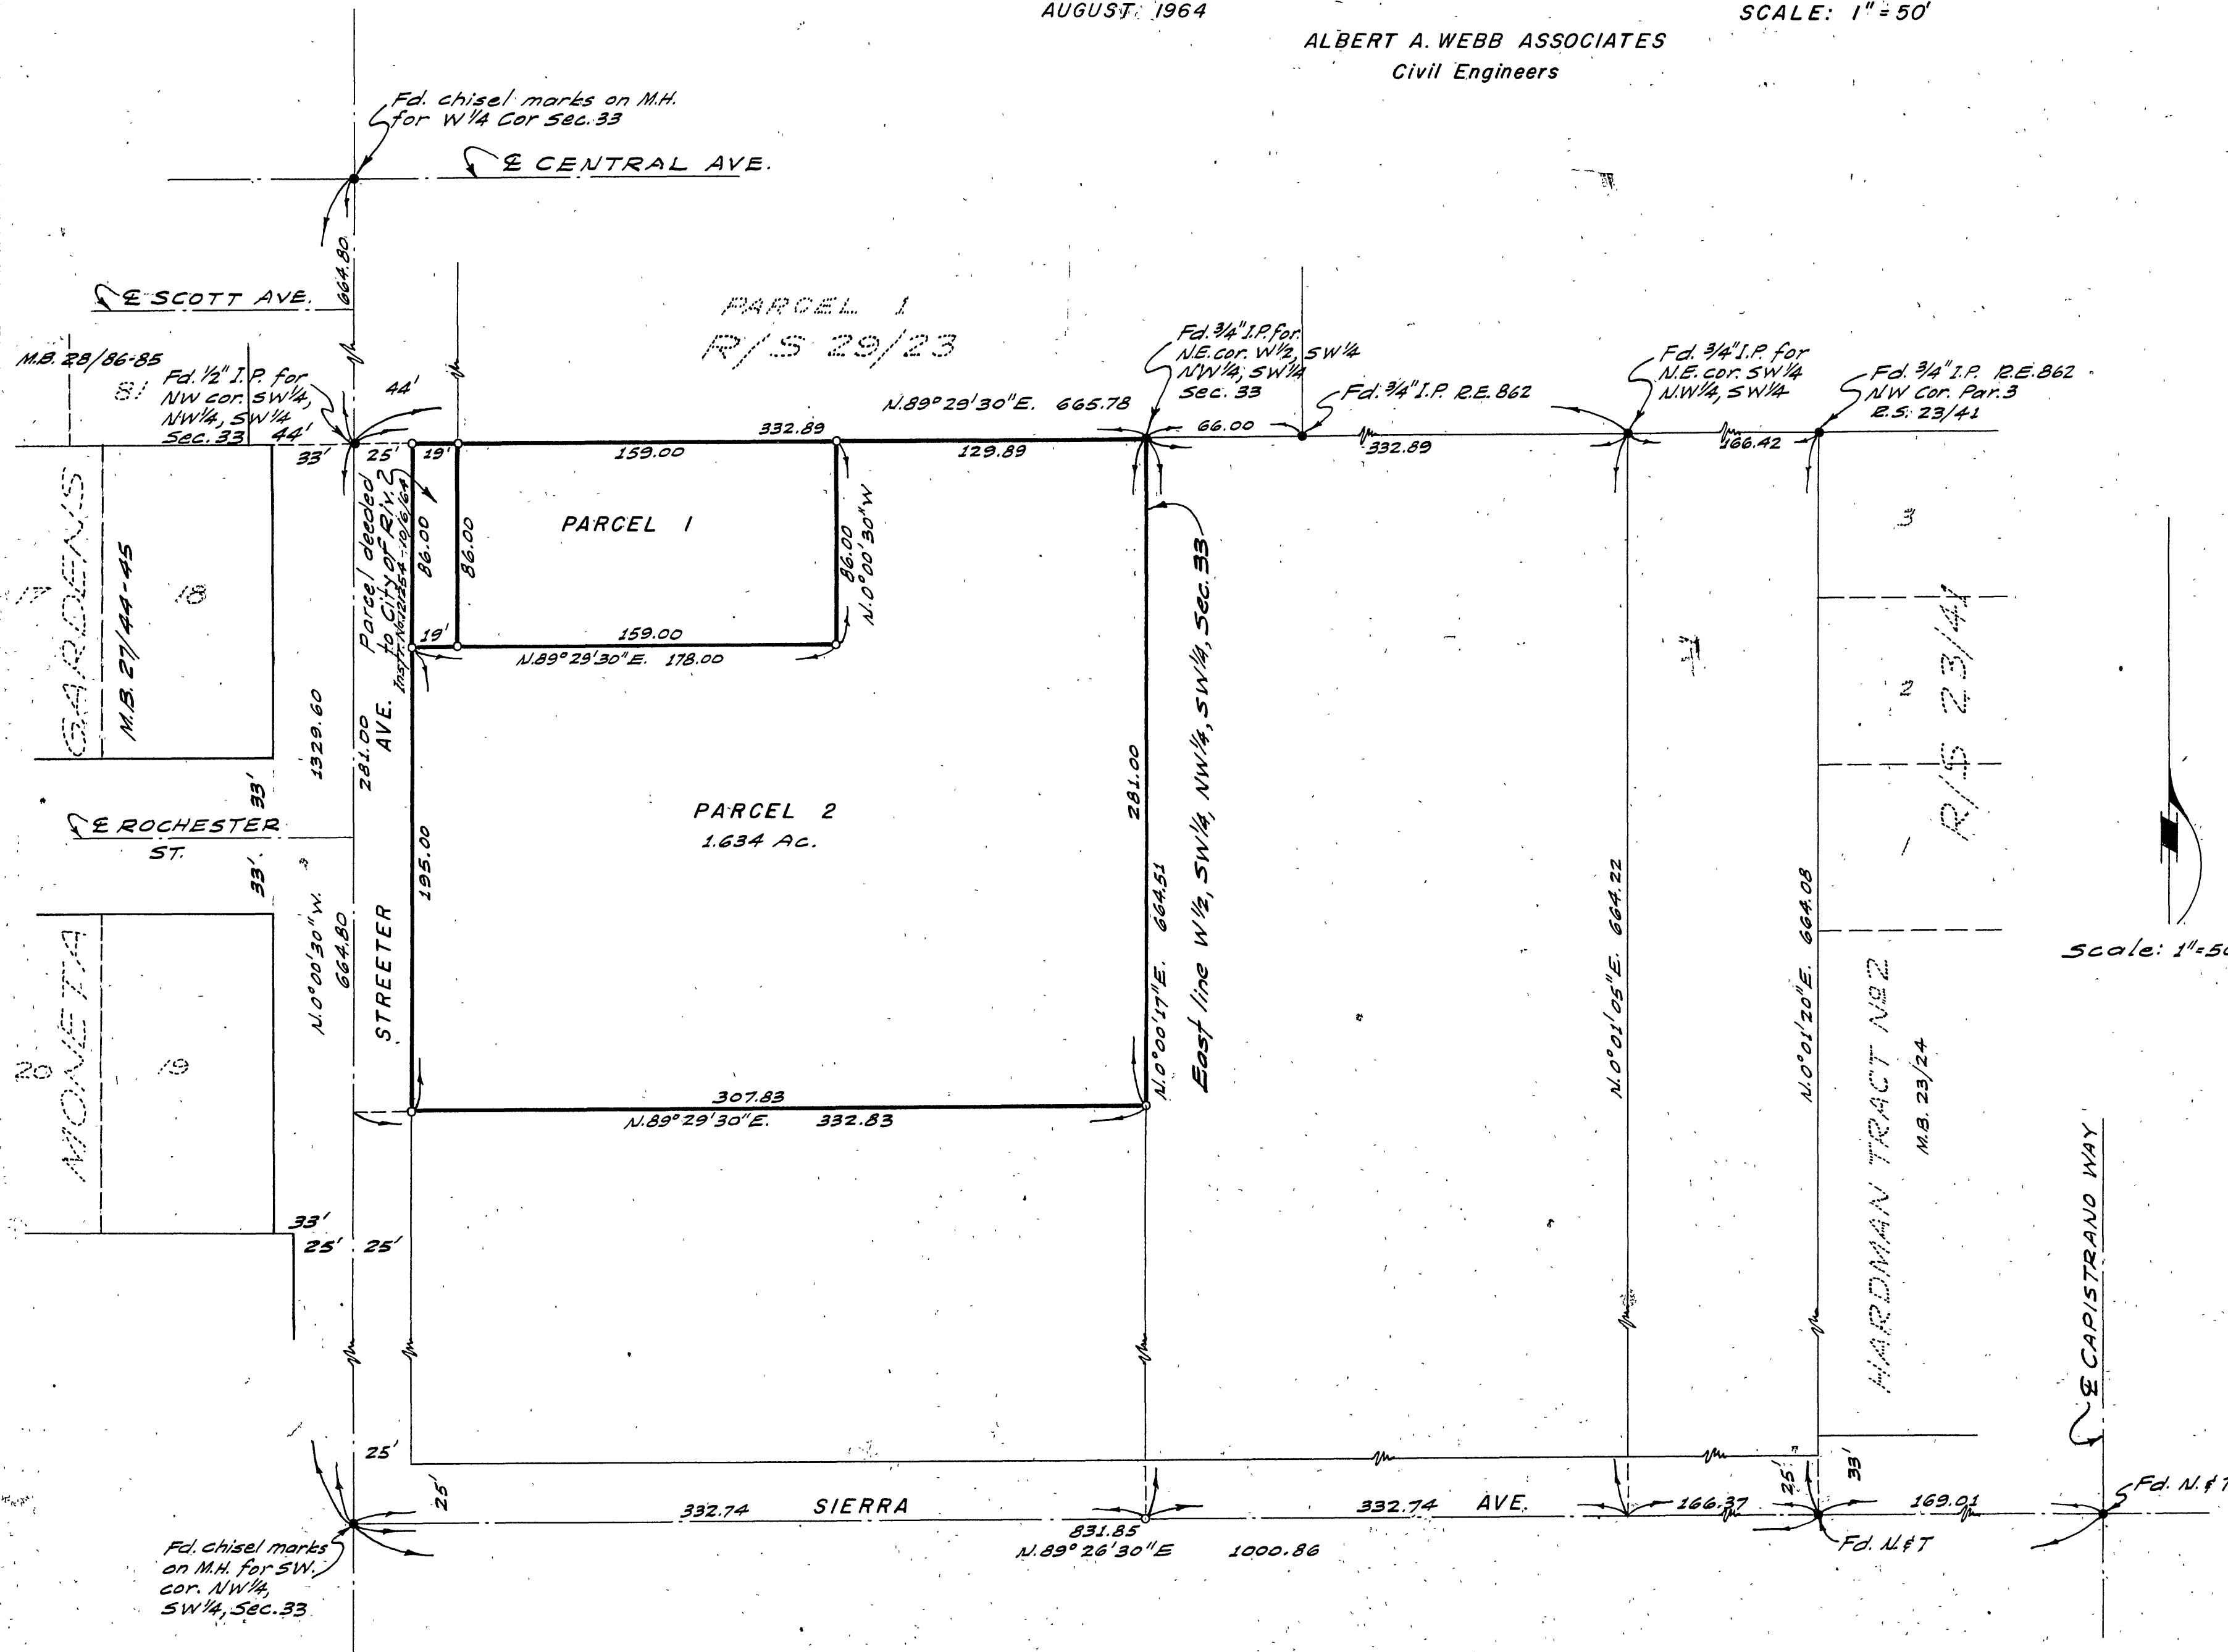 AUGUST, 1964
SCALE: 1" = 50'
ALBERT A. WEBB ASSOCIATES
Civil Engineers
Fd. chisel marks on M.H.
for W¼ Cor Sec. 33
℄ CENTRAL AVE.
664.80
℄ SCOTT AVE.
PARCEL 1
R/S 29/23
M.B. 28/86-85
81
Fd. ½" I.P. for
NW cor. SW¼,
NW¼, SW¼
Sec. 33
44'
44'
33'
25'
19'
Fd. ¾" I.P. for
N.E. cor. W½, SW¼
NW¼, SW¼
Sec. 33
N.89°29'30"E. 665.78
Fd. ¾" I.P. R.E. 862
Fd. ¾" I.P. for
N.E. cor. SW¼
N.W¼, SW¼
Fd. ¾" I.P. R.E. 862
NW Cor. Par. 3
R.S. 23/41
332.89
159.00
129.89
66.00
332.89
166.42
Parcel deeded
to City of Riv.
86.00
86.00
PARCEL 1
86.00
N.0°00'30"W
19'
159.00
N.89°29'30"E. 178.00
GARDENS
M.B. 27/44-45
17
18
1329.60
281.00
AVE.
195.00
PARCEL 2
1.634 Ac.
281.00
East line W½, SW¼, NW¼, SW¼, Sec. 33
3
2
1
R/S 23/41
33'
℄ ROCHESTER
ST.
33'
N.0°00'30"W.
664.80
STREETER
N.0°00'17"E. 664.51
N.0°01'05"E. 664.22
N.0°01'20"E. 664.08
Scale: 1"=50
MONETA
20
19
307.83
N.89°29'30"E. 332.83
HARDMAN TRACT Nº2
M.B. 23/24
℄ CAPISTRANO WAY
33'
25'
25'
25'
25'
25'
33'
332.74
SIERRA
332.74
AVE.
166.37
169.01
Fd. N.&T
831.85
N.89°26'30"E 1000.86
Fd. N.&T
Fd. chisel marks
on M.H. for SW.
cor. NW¼,
SW¼, Sec. 33